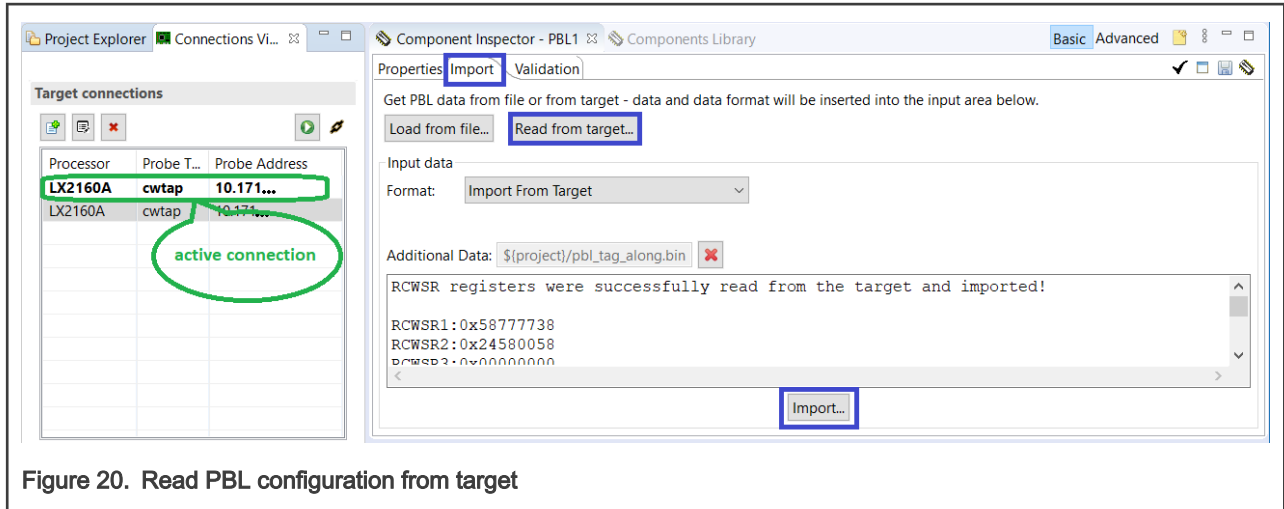 Project Explorer Connections Vi...
Component Inspector - PBL1 Components Library
Basic Advanced
Properties Import Validation
Target connections
Get PBL data from file or from target - data and data format will be inserted into the input area below.
Load from file... Read from target...
Processor Probe T... Probe Address
LX2160A cwtap 10.171...
LX2160A cwtap 10.171...
active connection
Input data
Format: Import From Target
Additional Data: ${project}/pbl_tag_along.bin
RCWSR registers were successfully read from the target and imported!
RCWSR1:0x58777738
RCWSR2:0x24580058
RCWSR3:0x00000000
Import...
Figure 20. Read PBL configuration from target